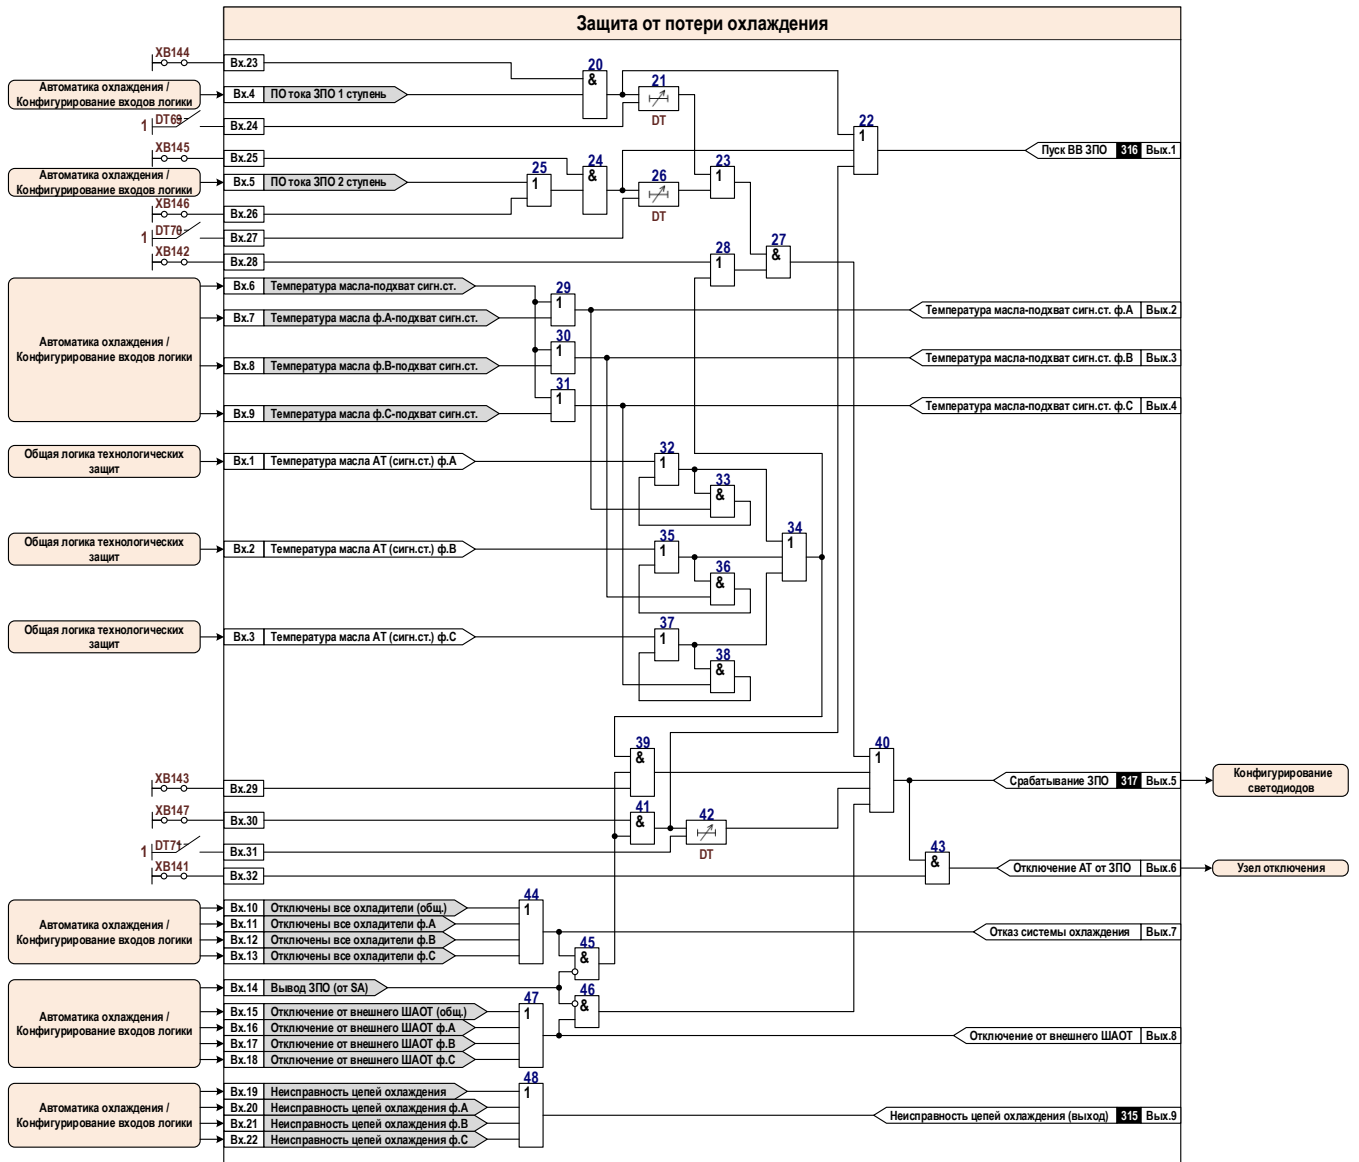 Защита от потери охлаждения
XB144
Вх.23
20
&
Автоматика охлаждения /
Конфигурирование входов логики
Вх.4 ПО тока ЗПО 1 ступень
21
DT
1 DT69
Вх.24
22
1
Пуск ВВ ЗПО 316 Вых.1
XB145
Вх.25
24
&
23
1
25
1
Автоматика охлаждения /
Конфигурирование входов логики
Вх.5 ПО тока ЗПО 2 ступень
26
DT
XB146
Вх.26
1 DT70
Вх.27
27
&
XB142
Вх.28
28
1
Автоматика охлаждения /
Конфигурирование входов логики
Вх.6 Температура масла-подхват сигн.ст.
29
1
Температура масла-подхват сигн.ст. ф.А Вых.2
Вх.7 Температура масла ф.А-подхват сигн.ст.
30
1
Температура масла-подхват сигн.ст. ф.В Вых.3
Вх.8 Температура масла ф.В-подхват сигн.ст.
31
1
Температура масла-подхват сигн.ст. ф.С Вых.4
Вх.9 Температура масла ф.С-подхват сигн.ст.
Общая логика технологических
защит
Вх.1 Температура масла АТ (сигн.ст.) ф.А
32
1
33
&
34
1
Общая логика технологических
защит
Вх.2 Температура масла АТ (сигн.ст.) ф.В
35
1
36
&
Общая логика технологических
защит
Вх.3 Температура масла АТ (сигн.ст.) ф.С
37
1
38
&
39
&
40
1
XB143
Вх.29
Срабатывание ЗПО 317 Вых.5
Конфигурирование
светодиодов
XB147
Вх.30
41
&
42
DT
1 DT71
Вх.31
43
&
XB141
Вх.32
Отключение АТ от ЗПО Вых.6
Узел отключения
Автоматика охлаждения /
Конфигурирование входов логики
Вх.10 Отключены все охладители (общ.)
Вх.11 Отключены все охладители ф.А
Вх.12 Отключены все охладители ф.В
Вх.13 Отключены все охладители ф.С
44
1
Отказ системы охлаждения Вых.7
45
&
Автоматика охлаждения /
Конфигурирование входов логики
Вх.14 Вывод ЗПО (от SA)
46
&
Вх.15 Отключение от внешнего ШАОТ (общ.)
Вх.16 Отключение от внешнего ШАОТ ф.А
Вх.17 Отключение от внешнего ШАОТ ф.В
Вх.18 Отключение от внешнего ШАОТ ф.С
47
1
Отключение от внешнего ШАОТ Вых.8
Автоматика охлаждения /
Конфигурирование входов логики
Вх.19 Неисправность цепей охлаждения
Вх.20 Неисправность цепей охлаждения ф.А
Вх.21 Неисправность цепей охлаждения ф.В
Вх.22 Неисправность цепей охлаждения ф.С
48
1
Неисправность цепей охлаждения (выход) 315 Вых.9